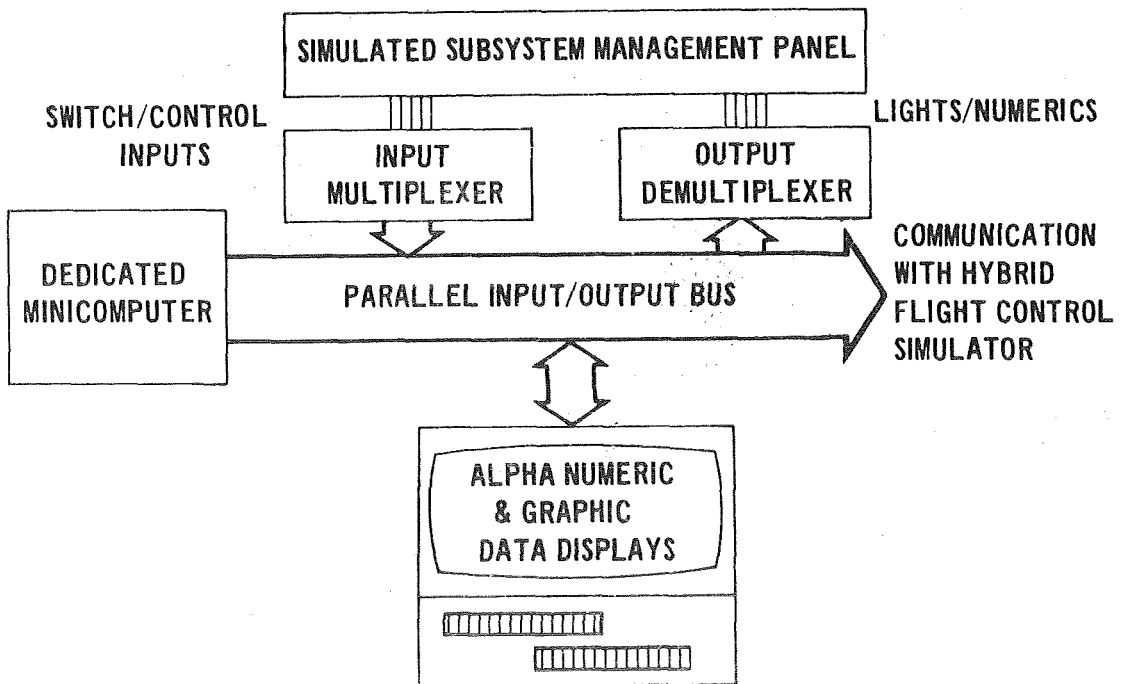 SIMULATED SUBSYSTEM MANAGEMENT PANEL
SWITCH/CONTROL
INPUTS
LIGHTS/NUMERICS
INPUT
MULTIPLEXER
OUTPUT
DEMULTIPLEXER
DEDICATED
MINICOMPUTER
PARALLEL INPUT/OUTPUT BUS
COMMUNICATION
WITH HYBRID
FLIGHT CONTROL
SIMULATOR
ALPHA NUMERIC
& GRAPHIC
DATA DISPLAYS